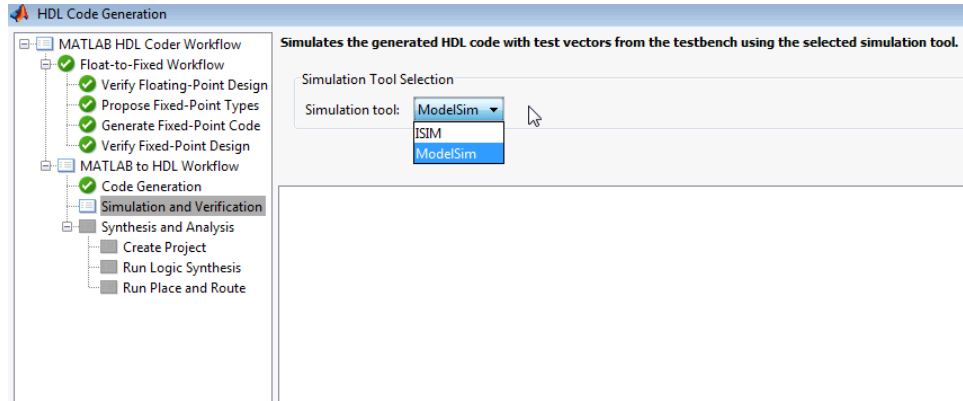 HDL Code Generation
MATLAB HDL Coder Workflow
Float-to-Fixed Workflow
Verify Floating-Point Design
Propose Fixed-Point Types
Generate Fixed-Point Code
Verify Fixed-Point Design
MATLAB to HDL Workflow
Code Generation
Simulation and Verification
Synthesis and Analysis
Create Project
Run Logic Synthesis
Run Place and Route
Simulates the generated HDL code with test vectors from the testbench using the selected simulation tool.
Simulation Tool Selection
Simulation tool: ModelSim
ISIM
ModelSim